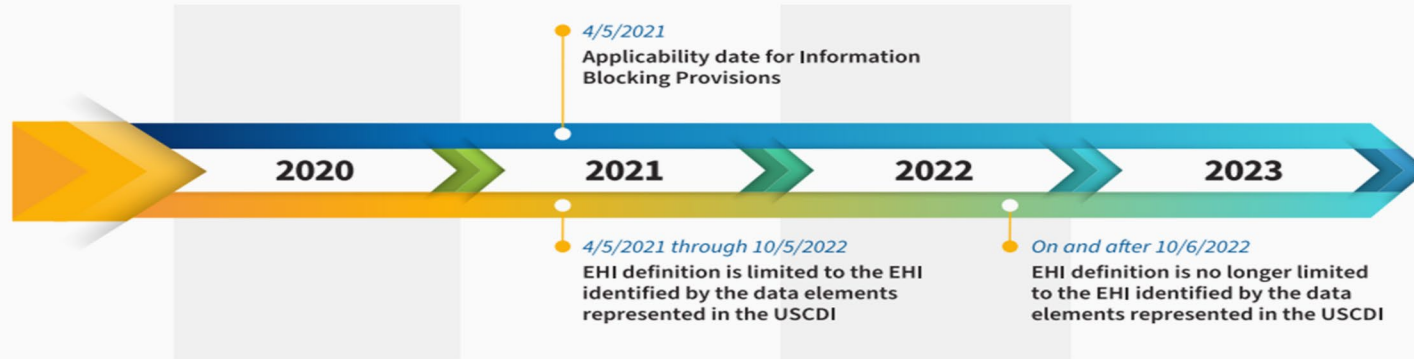 4/5/2021
Applicability date for Information
Blocking Provisions
2020
2021
2022
2023
4/5/2021 through 10/5/2022
EHI definition is limited to the EHI
identified by the data elements
represented in the USCDI
On and after 10/6/2022
EHI definition is no longer limited
to the EHI identified by the data
elements represented in the USCDI